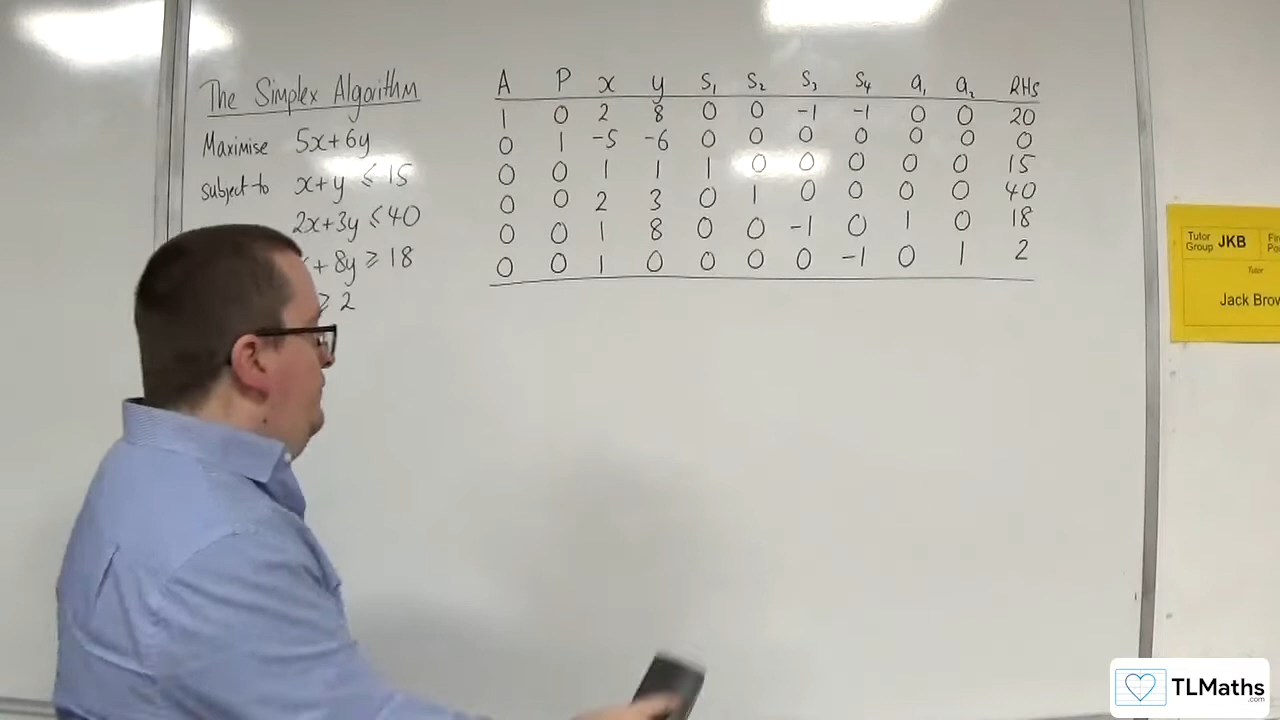 The Simplex Algorithm
Maximise 5x+6y
subject to x+y ≤ 15
2x+3y ≤ 40
+ 8y ≥ 18
≥ 2
A P x y S₁ S₂ S₃ S₄ a₁ a₂ RHS
1 0 2 8 0 0 -1 -1 0 0 20
0 1 -5 -6 0 0 0 0 0 0 0
0 0 1 1 1 0 0 0 0 0 15
0 0 2 3 0 1 0 0 0 0 40
0 0 1 8 0 0 -1 0 1 0 18
0 0 1 0 0 0 0 -1 0 1 2
Tutor Group JKB
Tutor
Jack
TLMaths
.com